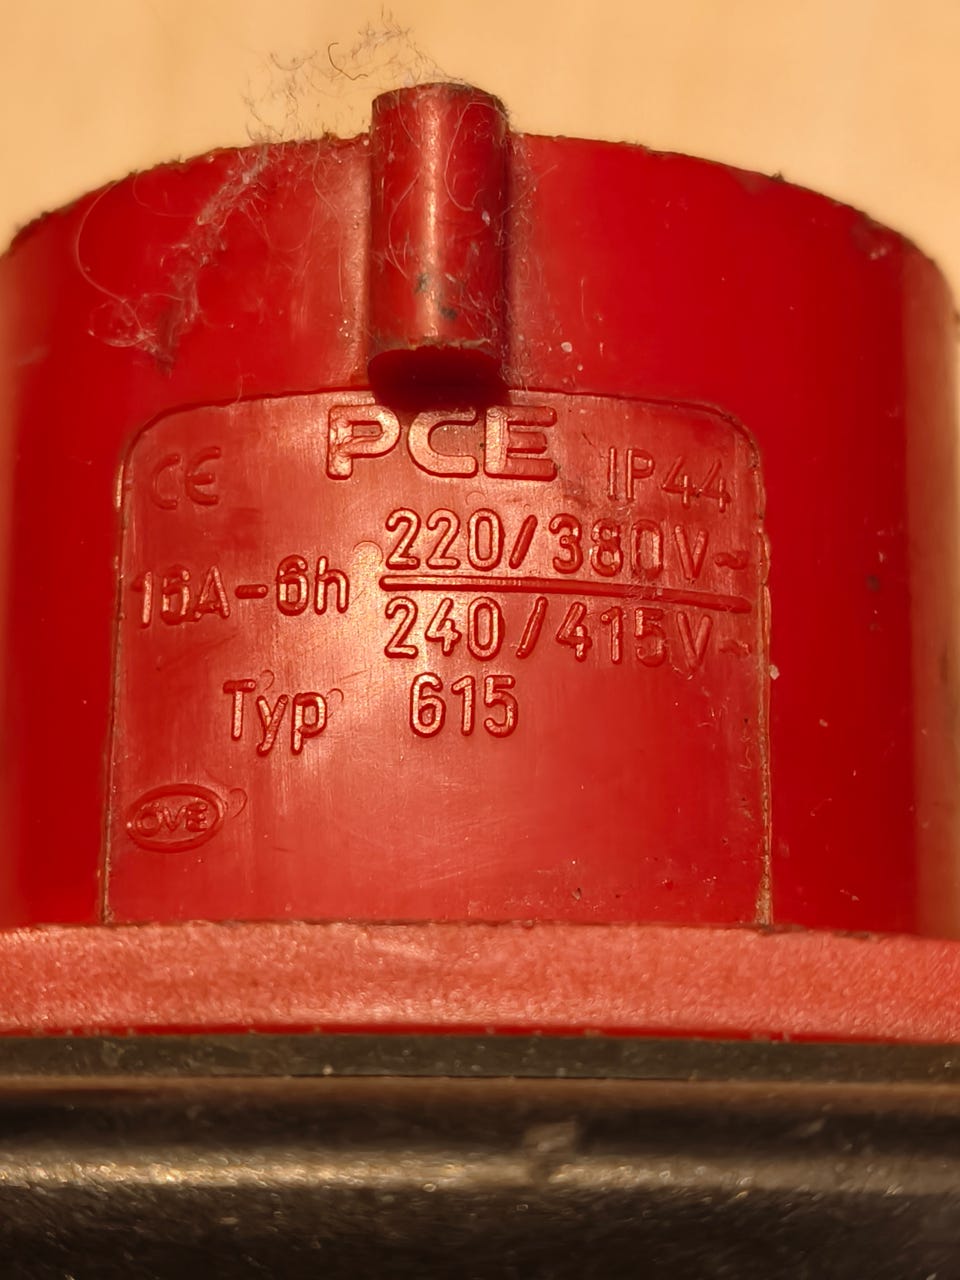 PCE
CE
IP44
220/380V~
16A-6h
240/415V~
Typ 615
ÖVE